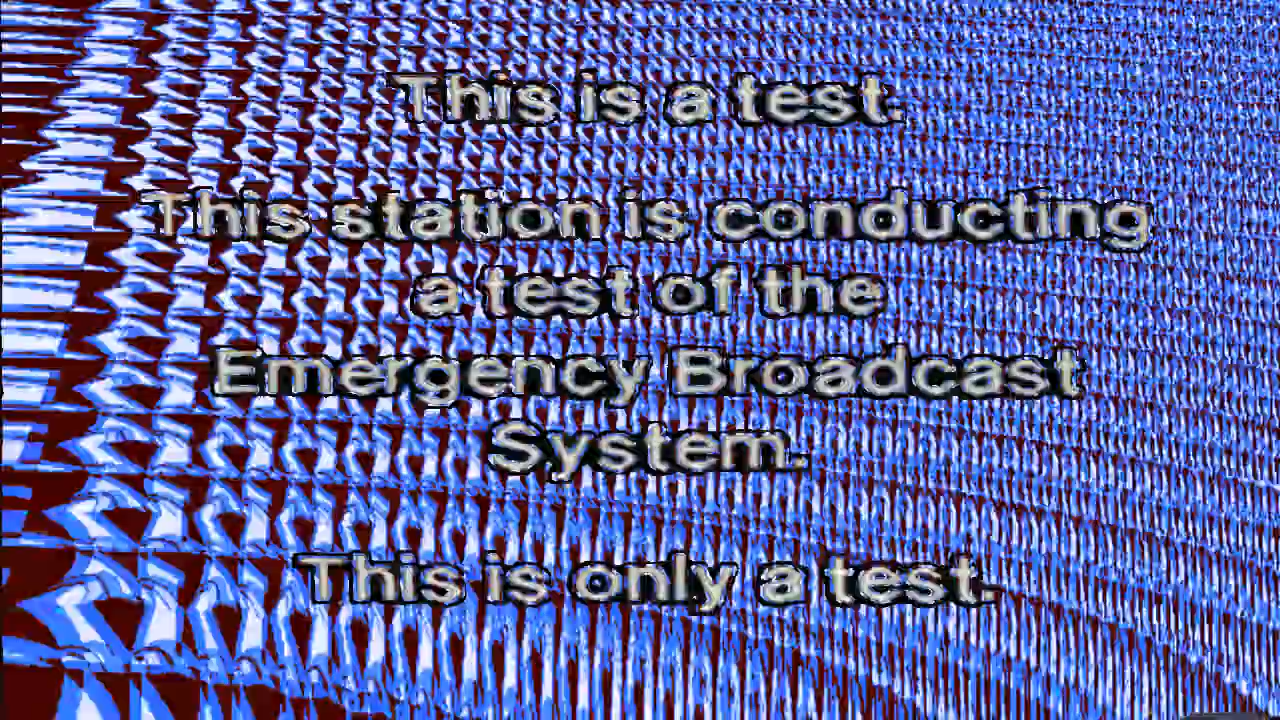 This is a test.
This station is conducting
a test of the
Emergency Broadcast
System.
This is only a test.